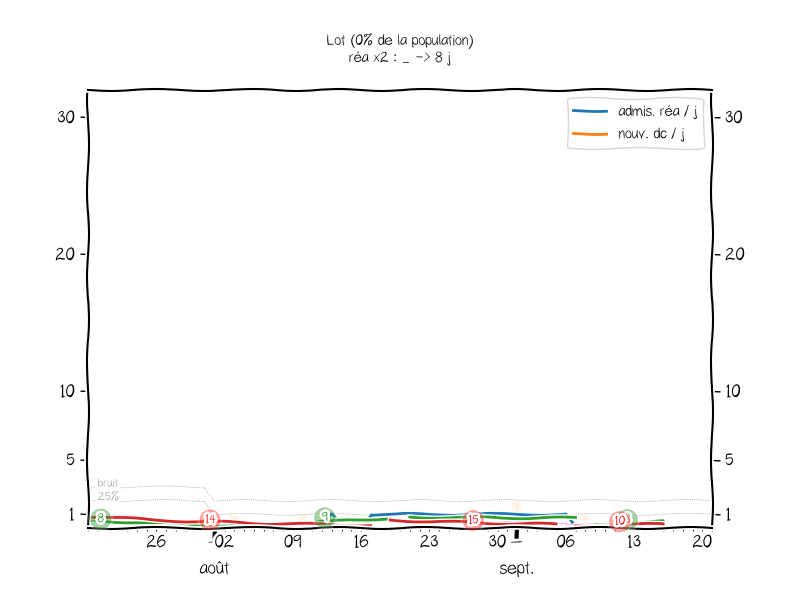 Lot (0% de la population)
réa x2 : _ -> 8 j
30 30
admis. réa / j
nouv. dc / j
20 20
10 10
5 5
bruit
25%
1 1
8 14 9 15 10
26 02 09 16 23 30 06 13 20
août sept.